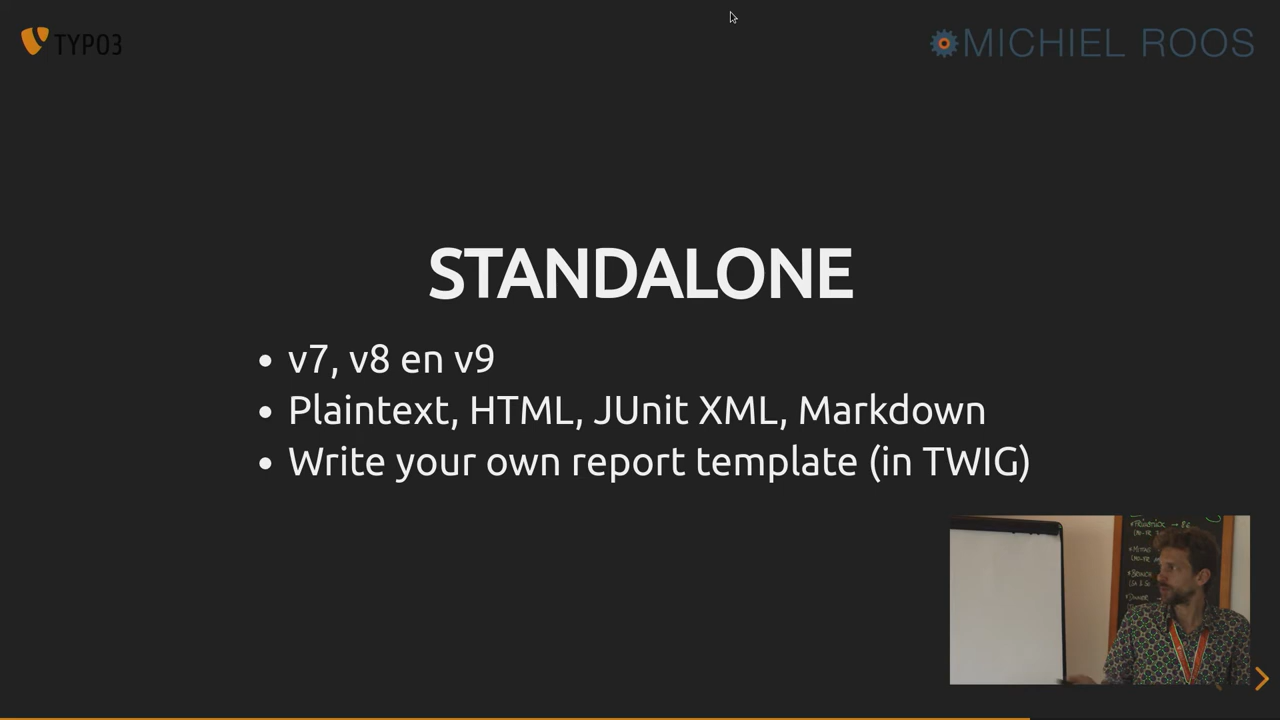 TYPO3
MICHIEL ROOS
STANDALONE
• v7, v8 en v9
• Plaintext, HTML, JUnit XML, Markdown
• Write your own report template (in TWIG)